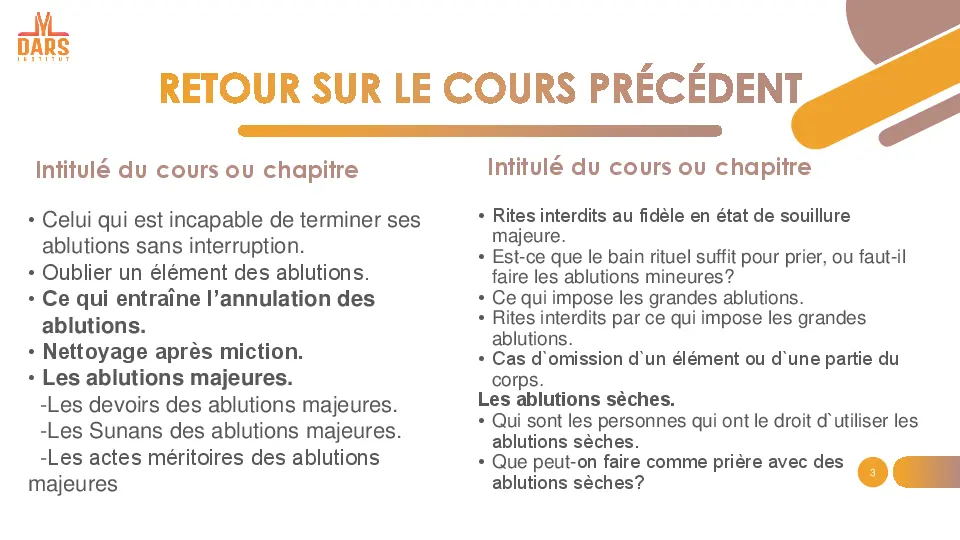 DARS
INSTITUT
RETOUR SUR LE COURS PRÉCÉDENT
Intitulé du cours ou chapitre
• Celui qui est incapable de terminer ses
ablutions sans interruption.
• Oublier un élément des ablutions.
• Ce qui entraîne l’annulation des
ablutions.
• Nettoyage après miction.
• Les ablutions majeures.
-Les devoirs des ablutions majeures.
-Les Sunans des ablutions majeures.
-Les actes méritoires des ablutions
majeures
Intitulé du cours ou chapitre
• Rites interdits au fidèle en état de souillure
majeure.
• Est-ce que le bain rituel suffit pour prier, ou faut-il
faire les ablutions mineures?
• Ce qui impose les grandes ablutions.
• Rites interdits par ce qui impose les grandes
ablutions.
• Cas d`omission d`un élément ou d`une partie du
corps.
Les ablutions sèches.
• Qui sont les personnes qui ont le droit d`utiliser les
ablutions sèches.
• Que peut-on faire comme prière avec des
ablutions sèches?
3